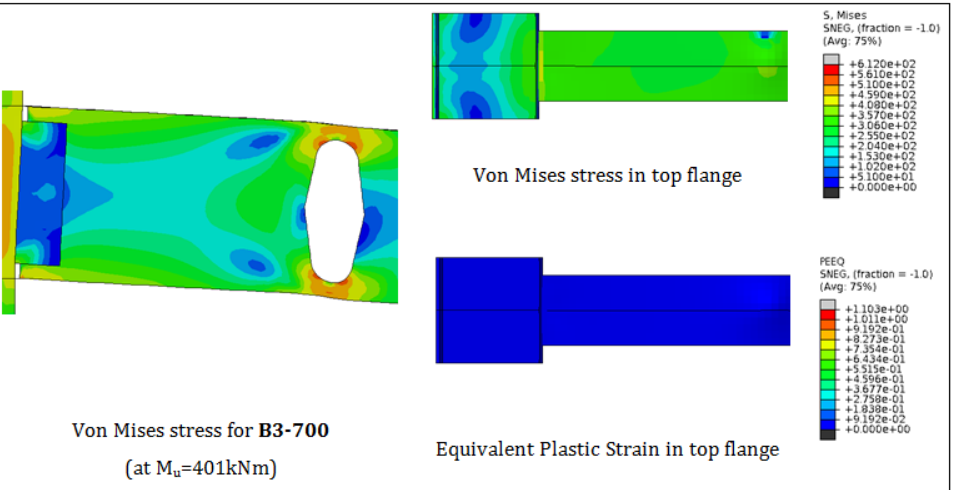 S, Mises
SNEG, (fraction = -1.0)
(Avg: 75%)
+6.120e+02
+5.610e+02
+5.100e+02
+4.590e+02
+4.080e+02
+3.570e+02
+3.060e+02
+2.550e+02
+2.040e+02
+1.530e+02
+1.020e+02
+5.100e+01
+0.000e+00
Von Mises stress in top flange
PEEQ
SNEG, (fraction = -1.0)
(Avg: 75%)
+1.103e+00
+1.011e+00
+9.192e-01
+8.273e-01
+7.354e-01
+6.434e-01
+5.515e-01
+4.596e-01
+3.677e-01
+2.758e-01
+1.838e-01
+9.192e-02
+0.000e+00
Von Mises stress for B3-700
(at Mu=401kNm)
Equivalent Plastic Strain in top flange